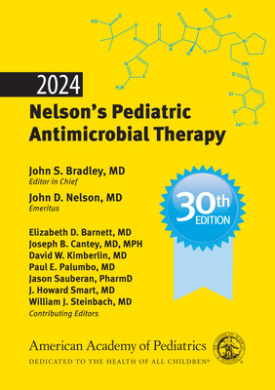 2024
Nelson's Pediatric
Antimicrobial Therapy
John S. Bradley, MD
Editor in Chief
John D. Nelson, MD
Emeritus
30th
EDITION
Elizabeth D. Barnett, MD
Joseph B. Cantey, MD, MPH
David W. Kimberlin, MD
Paul E. Palumbo, MD
Jason Sauberan, PharmD
J. Howard Smart, MD
William J. Steinbach, MD
Contributing Editors
American Academy of Pediatrics
DEDICATED TO THE HEALTH OF ALL CHILDREN®